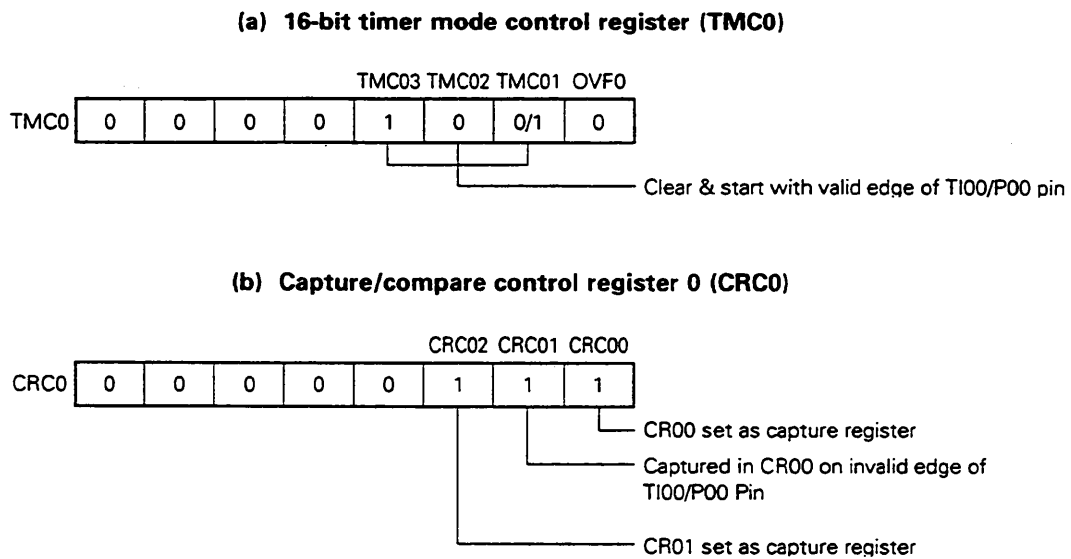 (a) 16-bit timer mode control register (TMC0)
TMC03 TMC02 TMC01 OVF0
TMC0 0 0 0 0 1 0 0/1 0
Clear & start with valid edge of TI00/P00 pin
(b) Capture/compare control register 0 (CRC0)
CRC02 CRC01 CRC00
CRC0 0 0 0 0 0 1 1 1
CR00 set as capture register
Captured in CR00 on invalid edge of
TI00/P00 Pin
CR01 set as capture register